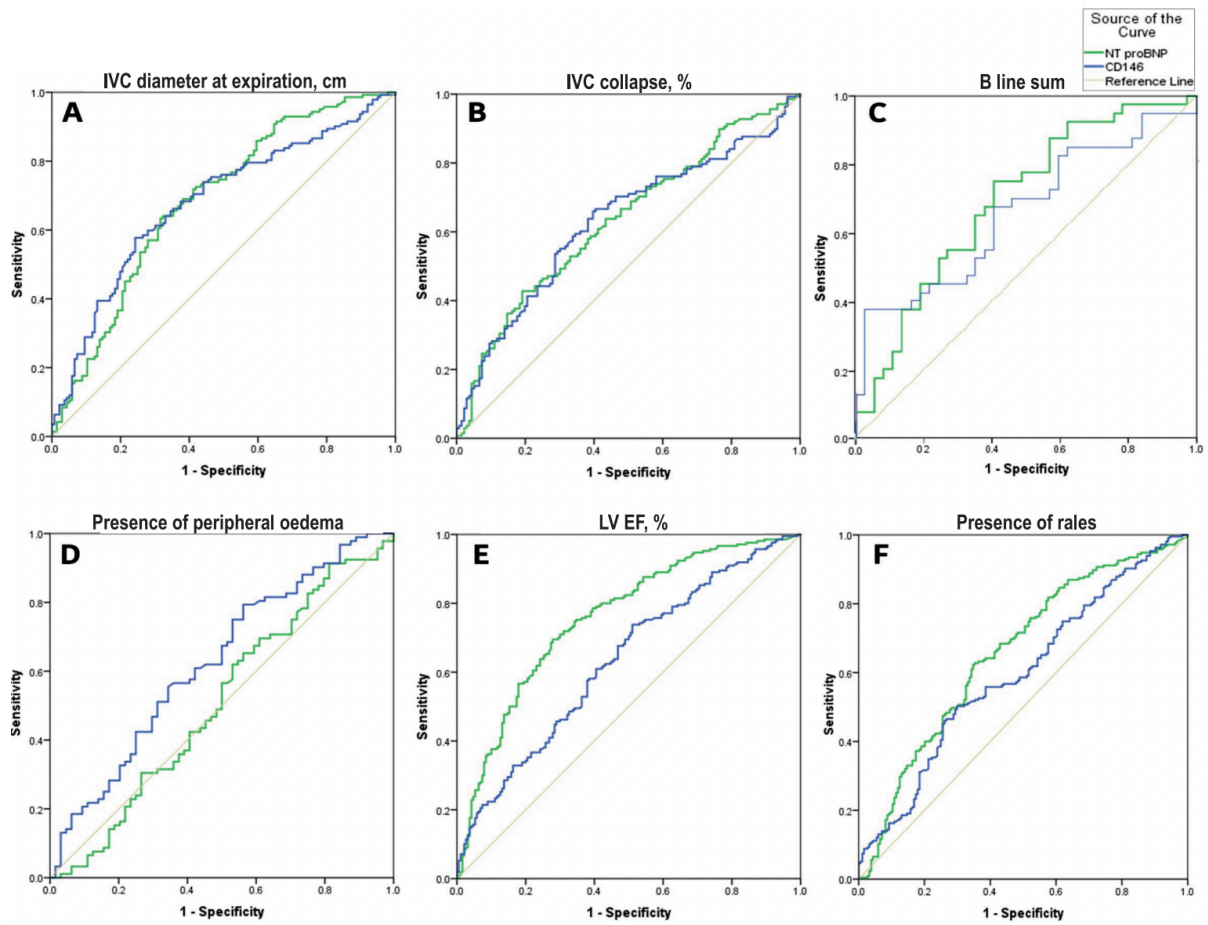 Source of the
Curve
NT proBNP
CD146
Reference Line
IVC diameter at expiration, cm
A
Sensitivity
1.0
0.8
0.6
0.4
0.2
0.0
0.0 0.2 0.4 0.6 0.8 1.0
1 - Specificity
IVC collapse, %
B
Sensitivity
1.0
0.8
0.6
0.4
0.2
0.0
0.0 0.2 0.4 0.6 0.8 1.0
1 - Specificity
B line sum
C
Sensitivity
1.0
0.8
0.6
0.4
0.2
0.0
0.0 0.2 0.4 0.6 0.8 1.0
1 - Specificity
Presence of peripheral oedema
D
Sensitivity
1.0
0.8
0.6
0.4
0.2
0.0
0.0 0.2 0.4 0.6 0.8 1.0
1 - Specificity
LV EF, %
E
Sensitivity
1.0
0.8
0.6
0.4
0.2
0.0
0.0 0.2 0.4 0.6 0.8 1.0
1 - Specificity
Presence of rales
F
Sensitivity
1.0
0.8
0.6
0.4
0.2
0.0
0.0 0.2 0.4 0.6 0.8 1.0
1 - Specificity